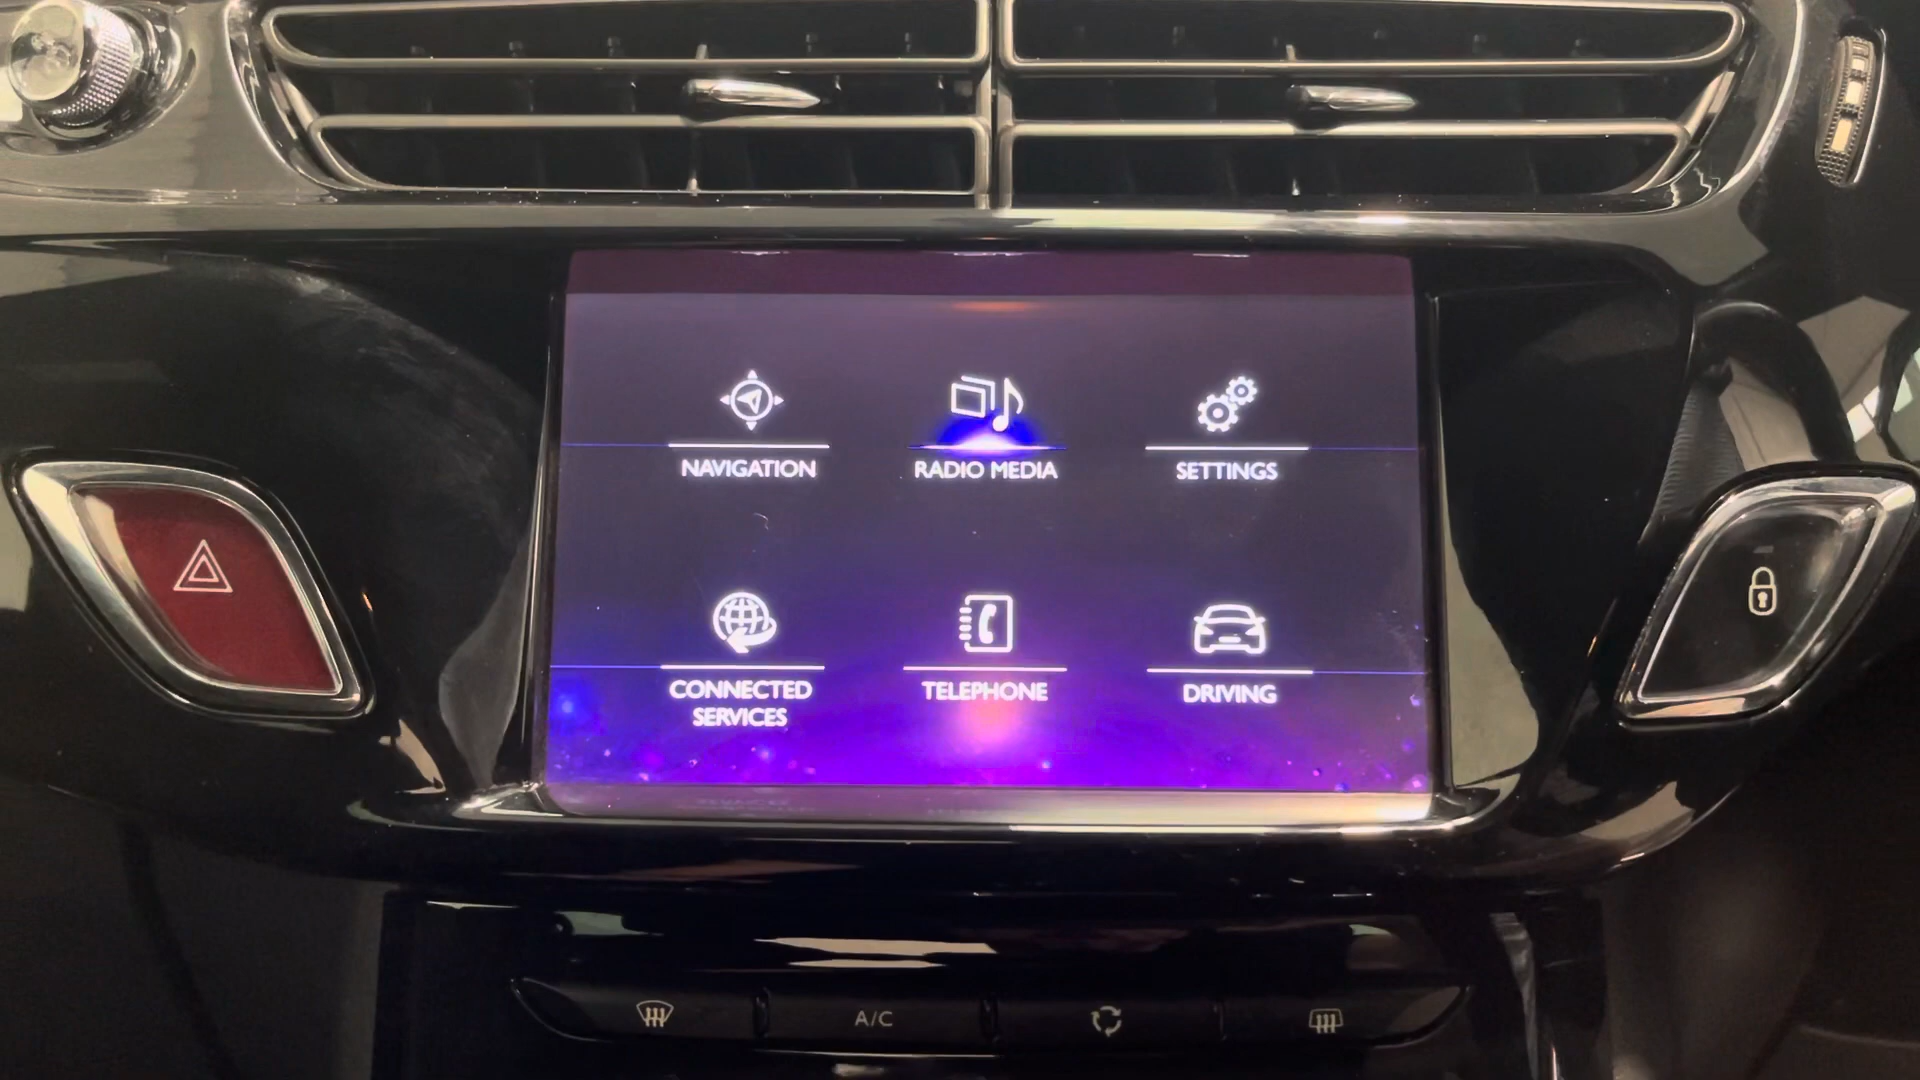 NAVIGATION
RADIO MEDIA
SETTINGS
CONNECTED
SERVICES
TELEPHONE
DRIVING
A/C